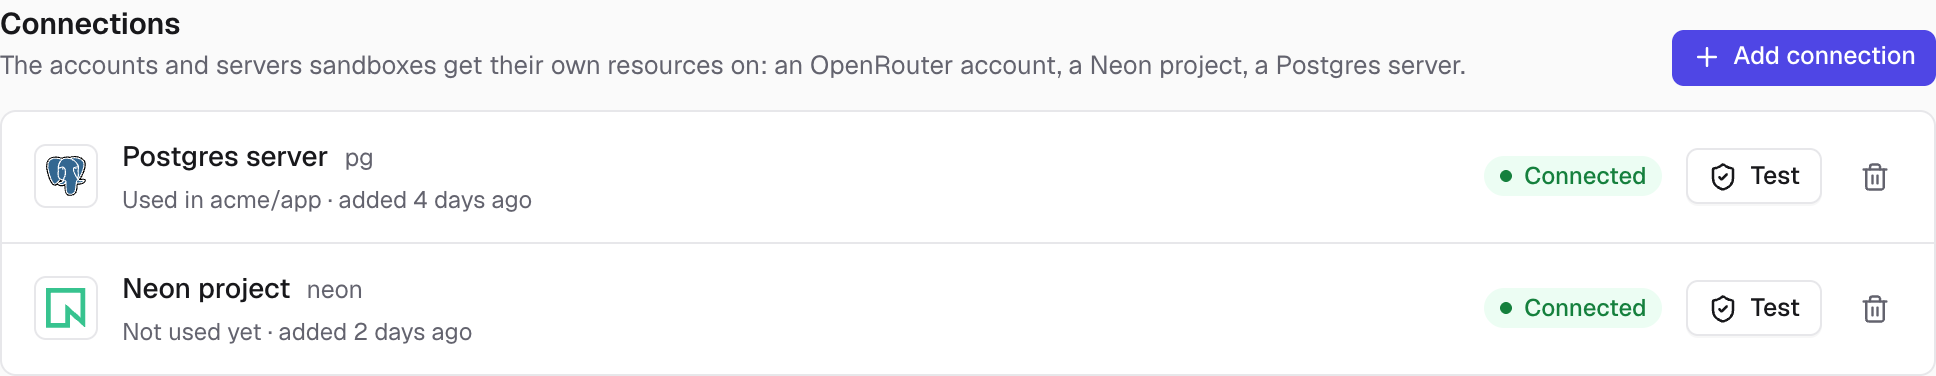 Connections
The accounts and servers sandboxes get their own resources on: an OpenRouter account, a Neon project, a Postgres server.
Add connection
Postgres server pg
Used in acme/app · added 4 days ago
Connected
Test
Neon project neon
Not used yet · added 2 days ago
Connected
Test